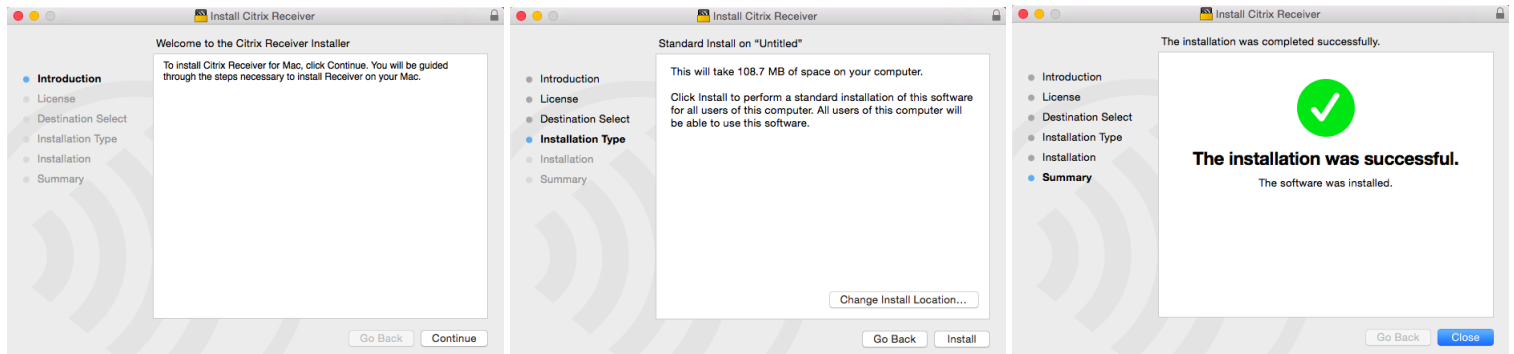 Install Citrix Receiver
Welcome to the Citrix Receiver Installer
Introduction
License
Destination Select
Installation Type
Installation
Summary
To install Citrix Receiver for Mac, click Continue. You will be guided
through the steps necessary to install Receiver on your Mac.
Go Back
Continue
Install Citrix Receiver
Standard Install on “Untitled”
Introduction
License
Destination Select
Installation Type
Installation
Summary
This will take 108.7 MB of space on your computer.
Click Install to perform a standard installation of this software
for all users of this computer. All users of this computer will
be able to use this software.
Change Install Location...
Go Back
Install
Install Citrix Receiver
The installation was completed successfully.
Introduction
License
Destination Select
Installation Type
Installation
Summary
The installation was successful.
The software was installed.
Go Back
Close